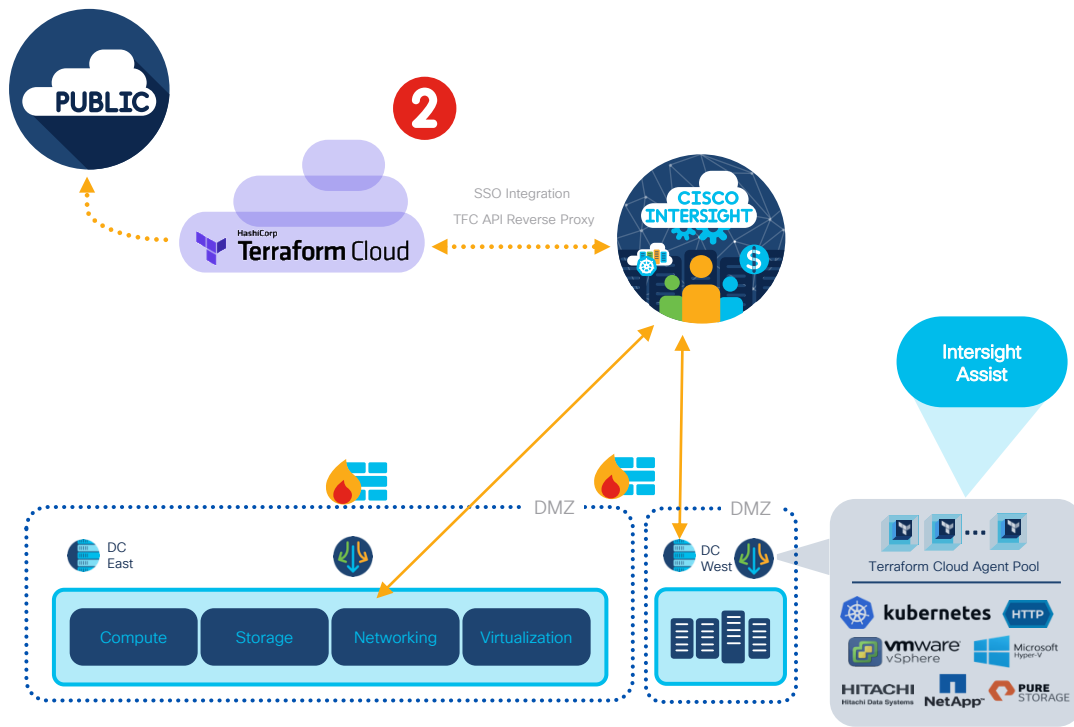 PUBLIC
2
HashiCorp
Terraform Cloud
SSO Integration
TFC API Reverse Proxy
CISCO
INTERSIGHT
$
Intersight
Assist
DMZ
DMZ
DC
East
DC
West
Compute
Storage
Networking
Virtualization
...
Terraform Cloud Agent Pool
kubernetes
HTTP
vmware
vSphere
Microsoft
Hyper-V
HITACHI
Hitachi Data Systems
NetApp™
PURE
STORAGE